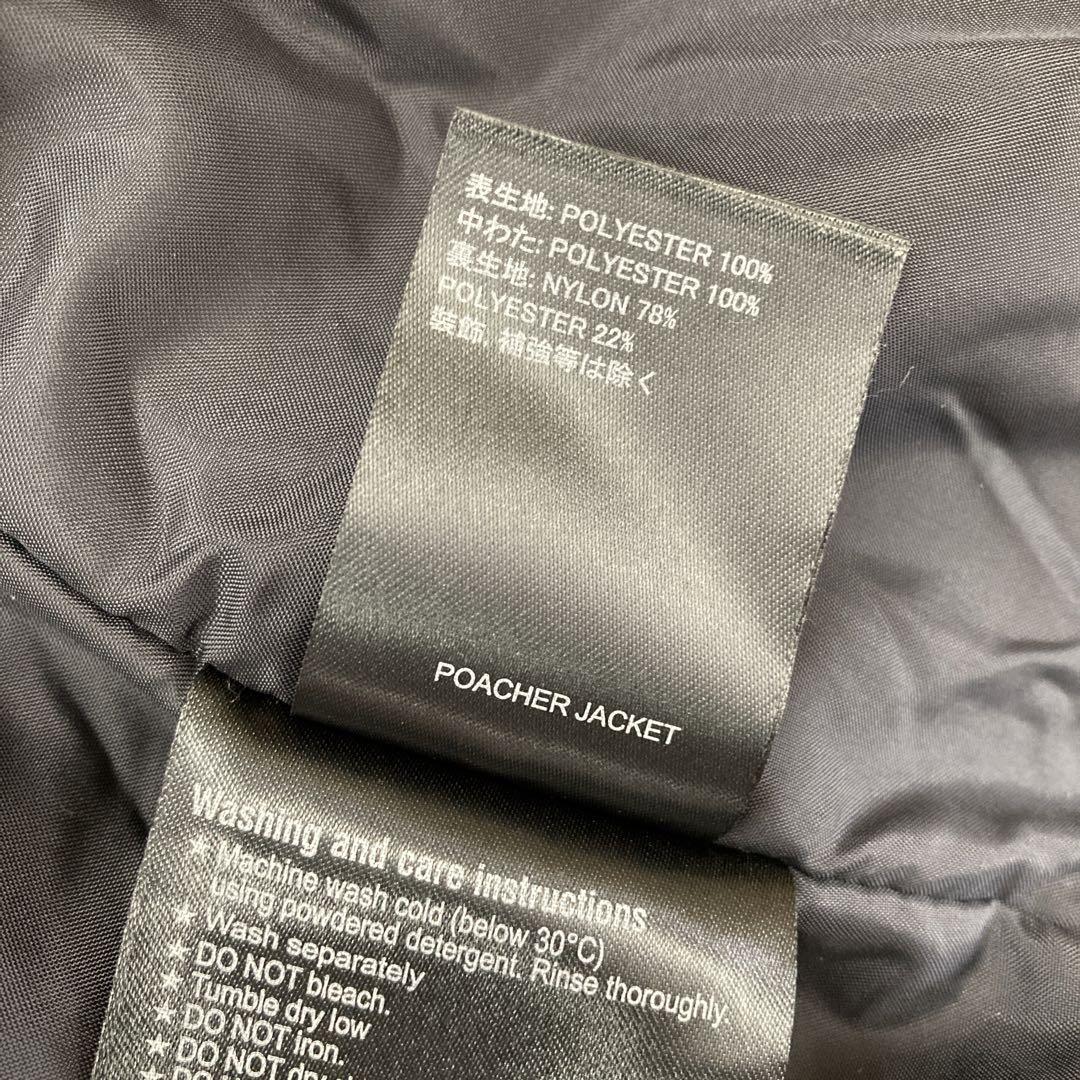 表生地: POLYESTER 100%
中わた: POLYESTER 100%
裏生地: NYLON 78%
POLYESTER 22%
装飾, 補強等は除く
POACHER JACKET
Washing and care instructions
★ Machine wash cold (below 30°C)
using powdered detergent. Rinse thoroughly.
★ Wash separately
★ DO NOT bleach.
★ Tumble dry low
★ DO NOT iron.
★ DO NOT dry